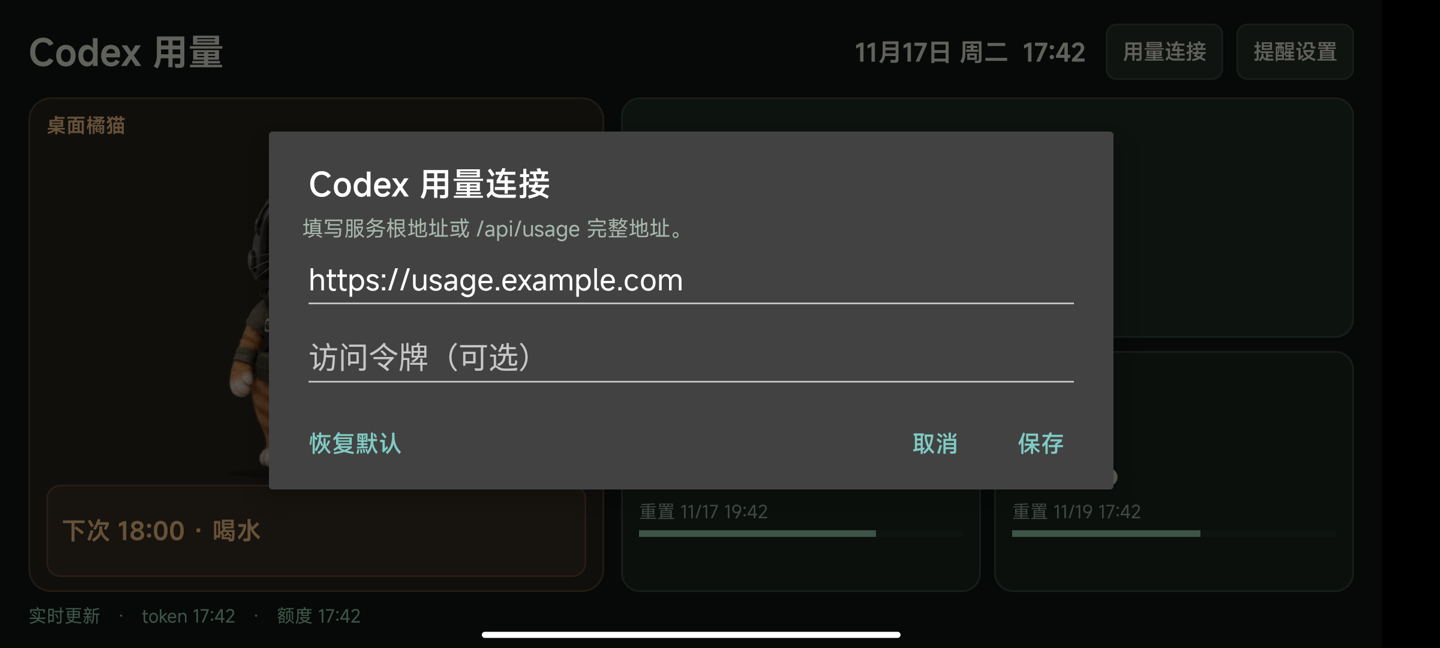 Codex 用量
11月17日 周二 17:42
用量连接
提醒设置
桌面橘猫
Codex 用量连接
填写服务根地址或 /api/usage 完整地址。
https://usage.example.com
访问令牌（可选）
恢复默认
取消
保存
下次 18:00 · 喝水
重置 11/17 19:42
重置 11/19 17:42
实时更新 · token 17:42 · 额度 17:42